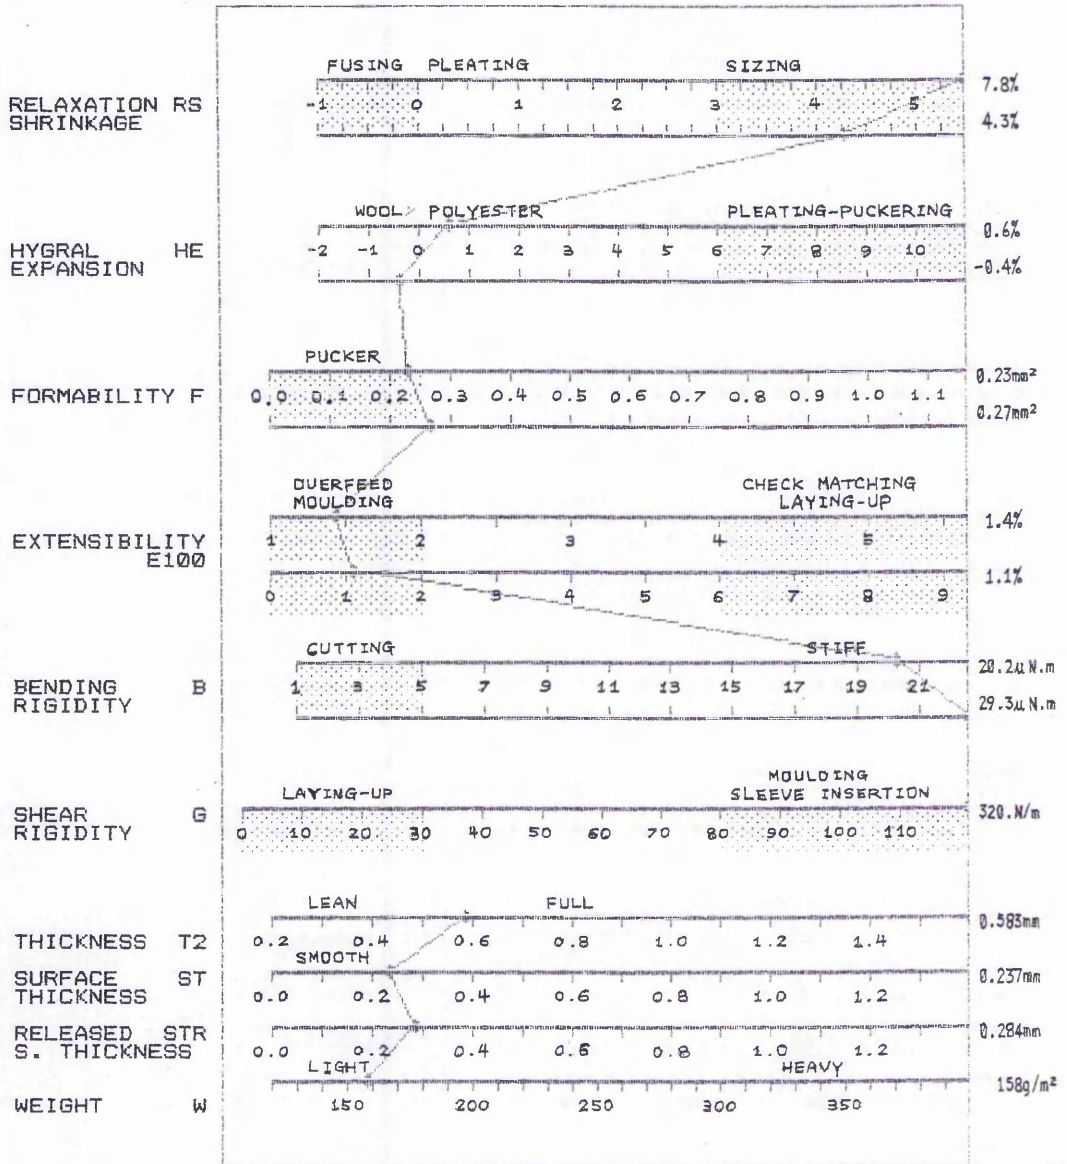 FUSING PLEATING SIZING
RELAXATION RS -1 0 1 2 3 4 5 7.8%
SHRINKAGE 4.3%
WOOL> POLYESTER PLEATING-PUCKERING
HYGRAL HE -2 -1 0 1 2 3 4 5 6 7 8 9 10 0.6%
EXPANSION -0.4%
PUCKER
FORMABILITY F 0.0 0.1 0.2 0.3 0.4 0.5 0.6 0.7 0.8 0.9 1.0 1.1 0.23mm²
0.27mm²
OVERFEED CHECK MATCHING
MOULDING LAYING-UP
EXTENSIBILITY 1 2 3 4 5 1.4%
E100 1.1%
0 1 2 3 4 5 6 7 8 9
CUTTING STIFF
BENDING B 1 3 5 7 9 11 13 15 17 19 21 20.2µN.m
RIGIDITY 29.3µN.m
MOULDING
LAYING-UP SLEEVE INSERTION
SHEAR G 320.N/m
RIGIDITY 0 10 20 30 40 50 60 70 80 90 100 110
LEAN FULL
0.583mm
THICKNESS T2 0.2 0.4 0.6 0.8 1.0 1.2 1.4
SMOOTH
SURFACE ST 0.237mm
THICKNESS 0.0 0.2 0.4 0.6 0.8 1.0 1.2
RELEASED STR 0.284mm
S. THICKNESS 0.0 0.2 0.4 0.6 0.8 1.0 1.2
LIGHT HEAVY
158g/m²
WEIGHT W 150 200 250 300 350